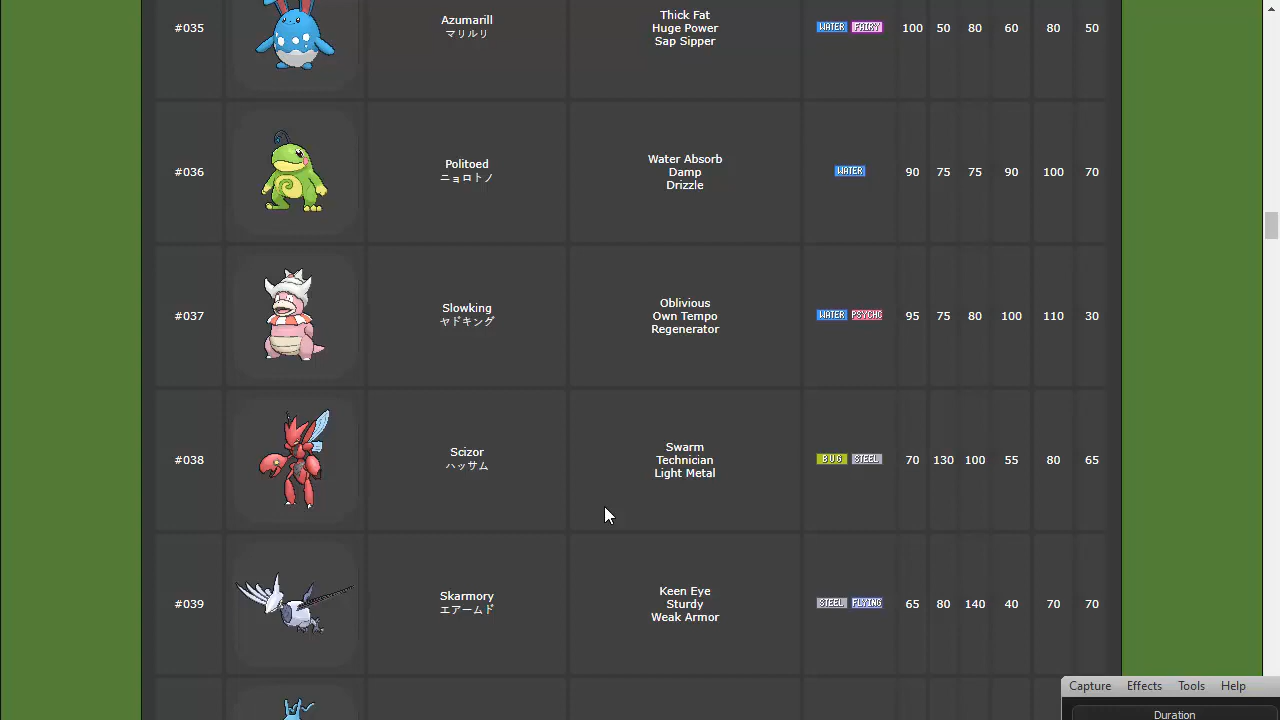 #035
Azumarill
マリルリ
Thick Fat
Huge Power
Sap Sipper
WATER FAIRY
100 50 80 60 80 50
#036
Politoed
ニョロトノ
Water Absorb
Damp
Drizzle
WATER
90 75 75 90 100 70
#037
Slowking
ヤドキング
Oblivious
Own Tempo
Regenerator
WATER PSYCHC
95 75 80 100 110 30
#038
Scizor
ハッサム
Swarm
Technician
Light Metal
BUG STEEL
70 130 100 55 80 65
#039
Skarmory
エアームド
Keen Eye
Sturdy
Weak Armor
STEEL FLYING
65 80 140 40 70 70
Capture Effects Tools Help
Duration